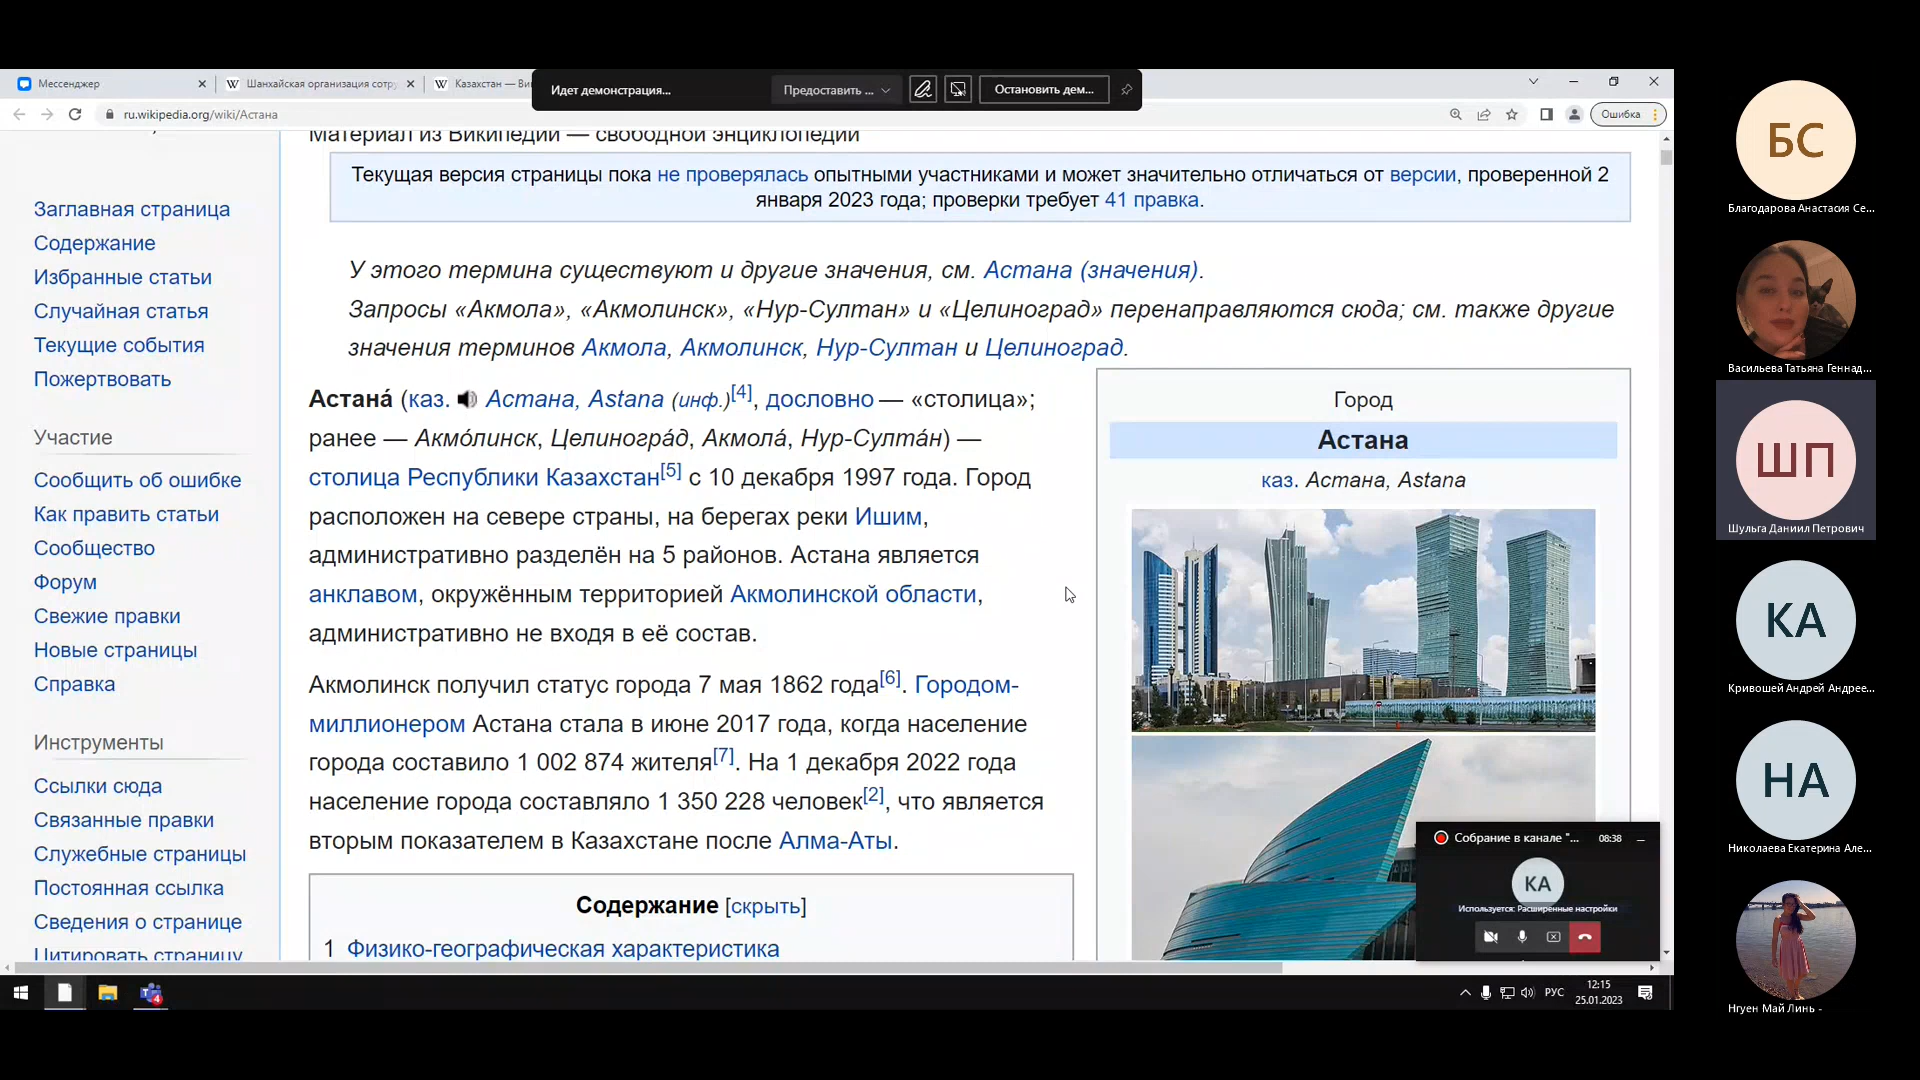 Мессенджер
Шанхайская организация сотру
Казахстан — Ви
Идет демонстрация...
Предоставить ...
Остановить дем...
ru.wikipedia.org/wiki/Астана
Ошибка
Материал из Википедии — свободной энциклопедии
Текущая версия страницы пока не проверялась опытными участниками и может значительно отличаться от версии, проверенной 2
января 2023 года; проверки требует 41 правка.
У этого термина существуют и другие значения, см. Астана (значения).
Запросы «Акмола», «Акмолинск», «Нур-Султан» и «Целиноград» перенаправляются сюда; см. также другие
значения терминов Акмола, Акмолинск, Нур-Султан и Целиноград.
Заглавная страница
Содержание
Избранные статьи
Случайная статья
Текущие события
Пожертвовать
Участие
Сообщить об ошибке
Как править статьи
Сообщество
Форум
Свежие правки
Новые страницы
Справка
Инструменты
Ссылки сюда
Связанные правки
Служебные страницы
Постоянная ссылка
Сведения о странице
Цитировать страницу
Астана́ (каз. Астана, Astana (инф.)[4], дословно — «столица»;
ранее — Акмо́линск, Целиногра́д, Акмола́, Нур-Султа́н) —
столица Республики Казахстан[5] с 10 декабря 1997 года. Город
расположен на севере страны, на берегах реки Ишим,
административно разделён на 5 районов. Астана является
анклавом, окружённым территорией Акмолинской области,
административно не входя в её состав.
Акмолинск получил статус города 7 мая 1862 года[6]. Городом-
миллионером Астана стала в июне 2017 года, когда население
города составило 1 002 874 жителя[7]. На 1 декабря 2022 года
население города составляло 1 350 228 человек[2], что является
вторым показателем в Казахстане после Алма-Аты.
Содержание [скрыть]
1 Физико-географическая характеристика
Город
Астана
каз. Астана, Astana
Собрание в канале "... 08:38
КА
Используется: Расширенные настройки
4
РУС
12:15
25.01.2023
БС
Благодарова Анастасия Се...
Васильева Татьяна Геннад...
ШП
Шульга Даниил Петрович
КА
Кривошей Андрей Андрее...
НА
Николаева Екатерина Але...
Нгуен Май Линь -